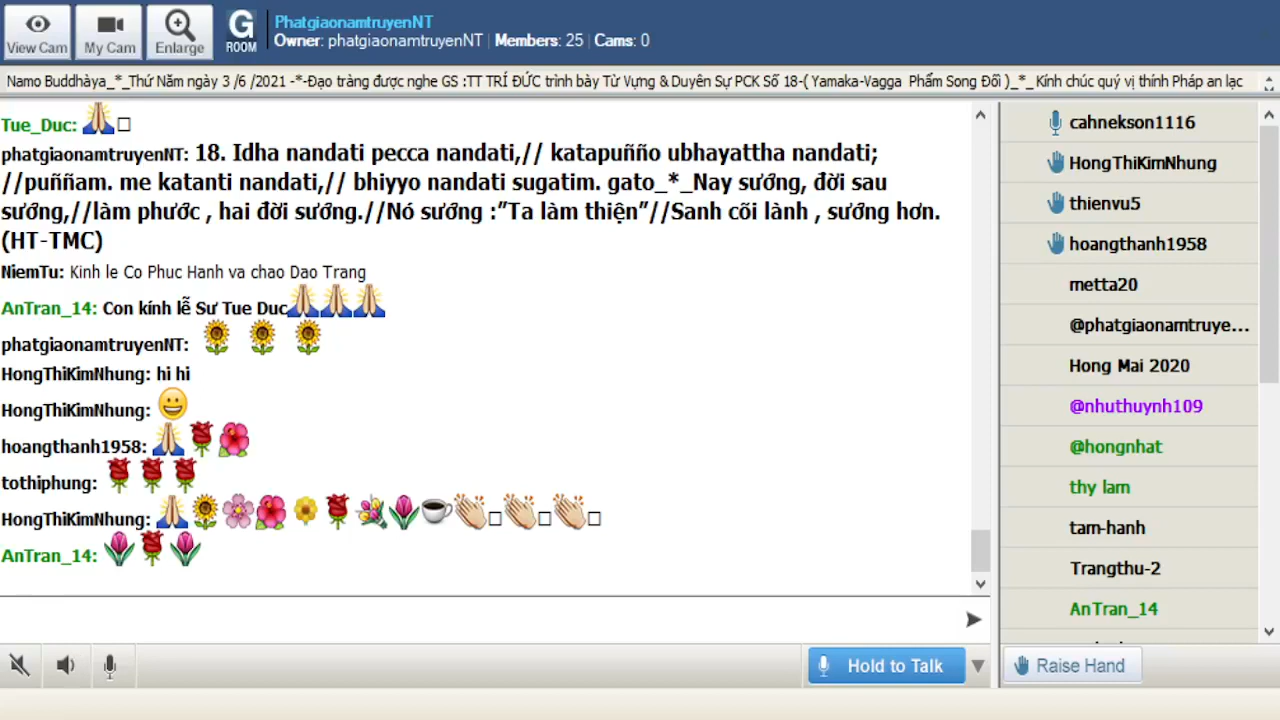 View Cam
My Cam
Enlarge
G
ROOM
PhatgiaonamtruyenNT
Owner: phatgiaonamtruyenNT | Members: 25 | Cams: 0
Namo Buddhàya_*_Thứ Năm ngày 3 /6 /2021 -*-Đạo tràng được nghe GS :TT TRÍ ĐỨC trình bày Từ Vựng & Duyên Sự PCK Số 18-( Yamaka-Vagga Phẩm Song Đối )_*_ Kính chúc quý vị thính Pháp an lạc
Tue_Duc: 🙏
phatgiaonamtruyenNT: 18. Idha nandati pecca nandati,// katapuñño ubhayattha nandati;
//puññam. me katanti nandati,// bhiyyo nandati sugatim. gato_*_Nay sướng, đời sau
sướng,//làm phước , hai đời sướng.//Nó sướng :”Ta làm thiện”//Sanh cõi lành , sướng hơn.
(HT-TMC)
NiemTu: Kinh le Co Phuc Hanh va chao Dao Trang
AnTran_14: Con kính lễ Sư Tue Duc🙏🙏🙏
phatgiaonamtruyenNT: 🌻 🌻 🌻
HongThiKimNhung: hi hi
HongThiKimNhung: 😀
hoangthanh1958: 🙏🌹🌺
tothiphung: 🌹🌹🌹
HongThiKimNhung: 🙏🌻🌸🌺🌼🌹💐🌷☕👏👏👏
AnTran_14: 🌷🌹🌷
Hold to Talk
cahnekson1116
HongThiKimNhung
thienvu5
hoangthanh1958
metta20
@phatgiaonamtruye...
Hong Mai 2020
@nhuthuynh109
@hongnhat
thy lam
tam-hanh
Trangthu-2
AnTran_14
Raise Hand